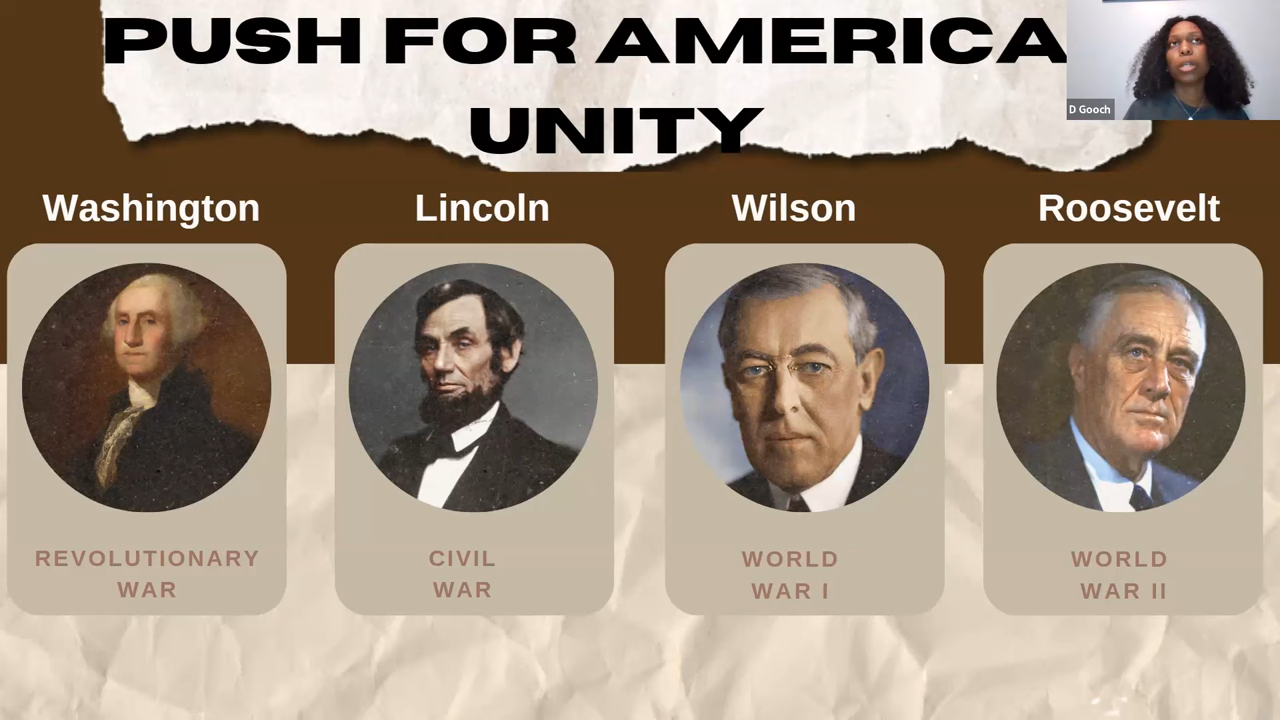 PUSH FOR AMERICA
UNITY
D Gooch
Washington
Lincoln
Wilson
Roosevelt
REVOLUTIONARY
WAR
CIVIL
WAR
WORLD
WAR I
WORLD
WAR II